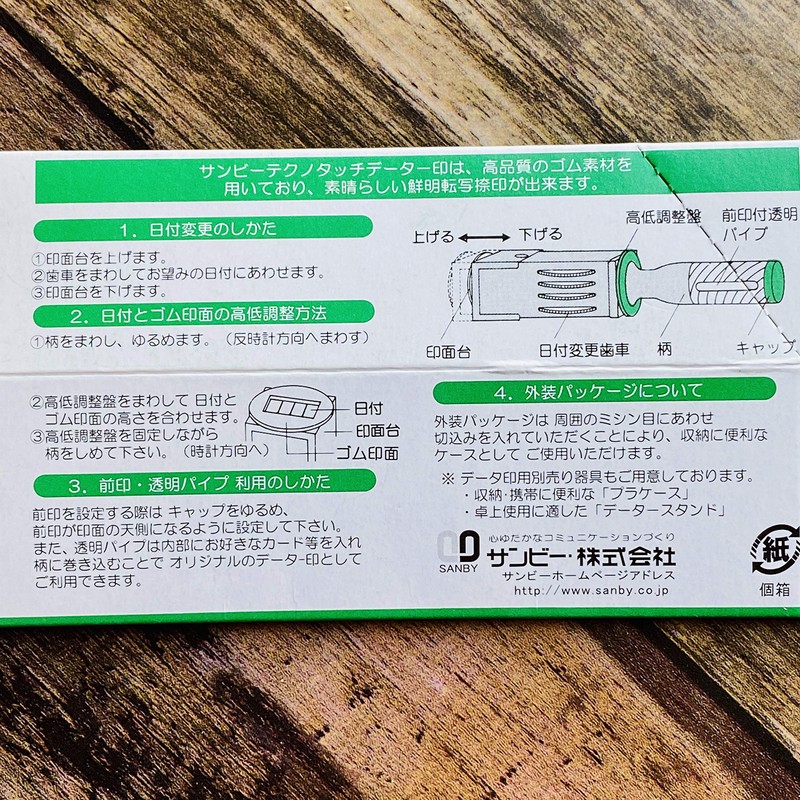 サンビーテクノタッチデーター印は、高品質のゴム素材を
用いており、素晴らしい鮮明転写捺印が出来ます。
1. 日付変更のしかた
①印面台を上げます。
②歯車をまわしてお望みの日付にあわせます。
③印面台を下げます。
2. 日付とゴム印面の高低調整方法
①柄をまわし、ゆるめます。（反時計方向へまわす）
②高低調整盤をまわして 日付と
ゴム印面の高さを合わせます。
③高低調整盤を固定しながら
柄をしめて下さい。（時計方向へ）
日付
印面台
ゴム印面
3. 前印・透明パイプ 利用のしかた
前印を設定する際は キャップをゆるめ、
前印が印面の天側になるように設定して下さい。
また、透明パイプは内部にお好きなカード等を入れ
柄に巻き込むことで オリジナルのデーター印として
ご利用できます。
上げる
下げる
高低調整盤
前印付透明
パイプ
印面台
日付変更歯車
柄
キャップ
4. 外装パッケージについて
外装パッケージは 周囲のミシン目にあわせ
切込みを入れていただくことにより、収納に便利な
ケースとして ご使用いただけます。
※ データ印用別売り器具もご用意しております。
・収納・携帯に便利な「プラケース」
・卓上使用に適した「データースタンド」
心ゆたかなコミュニケーションづくり
SANBY
サンビー・株式会社
サンビーホームページアドレス
http://www.sanby.co.jp
紙
個箱